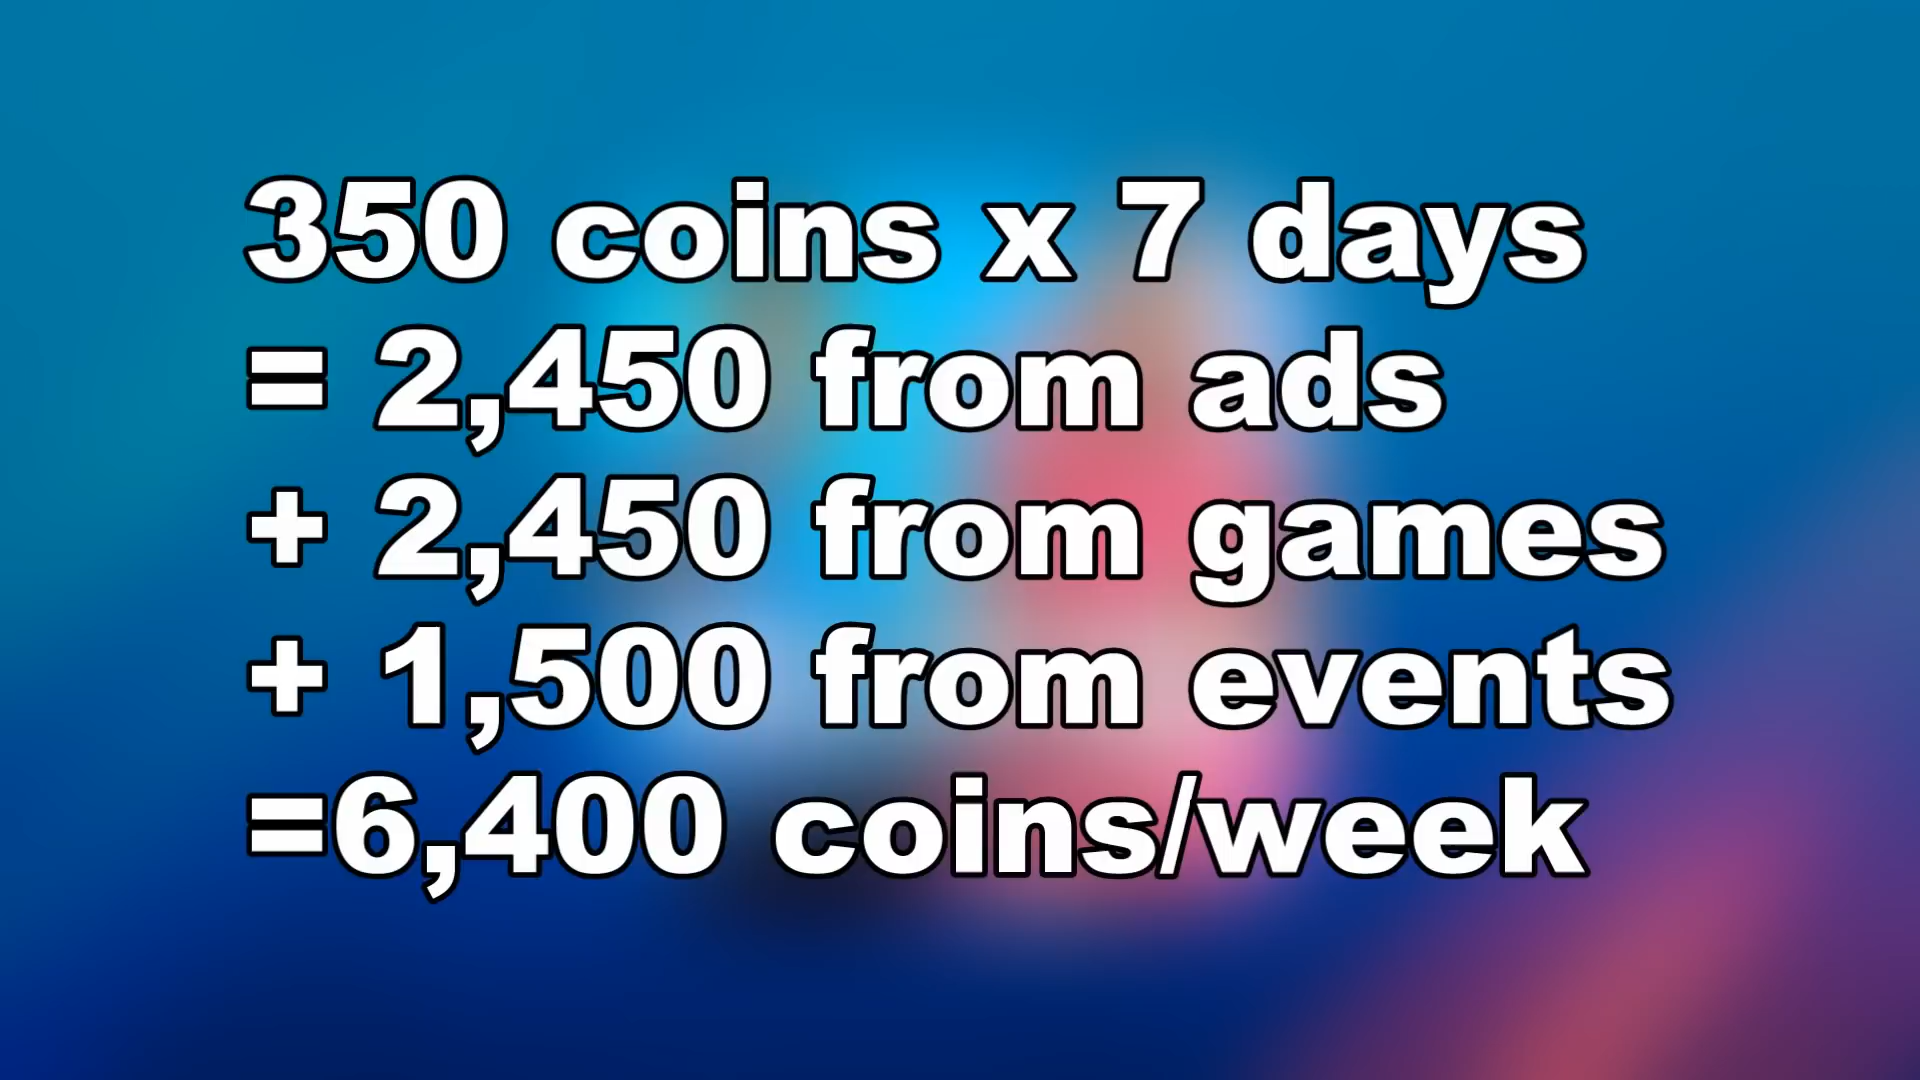 350 coins x 7 days
= 2,450 from ads
+ 2,450 from games
+ 1,500 from events
=6,400 coins/week